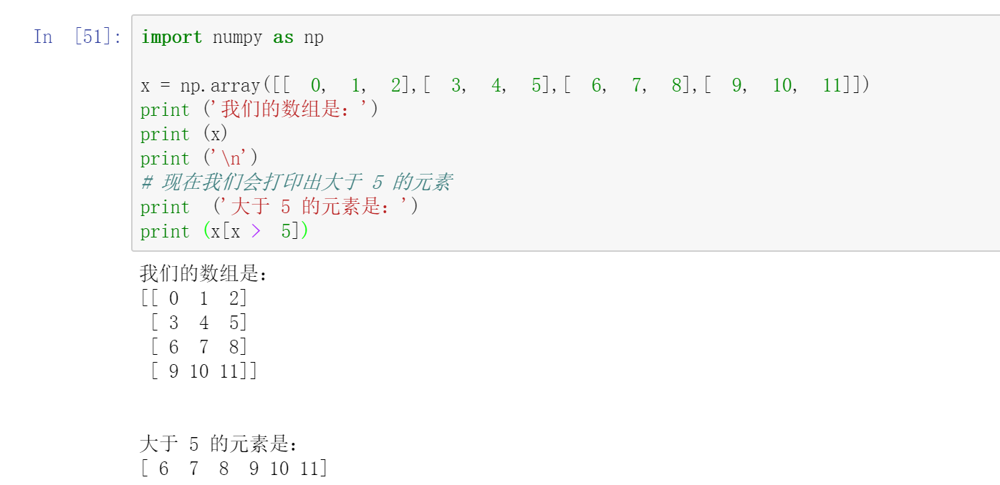 In [51]:
import numpy as np
x = np.array([[ 0, 1, 2],[ 3, 4, 5],[ 6, 7, 8],[ 9, 10, 11]])
print ('我们的数组是：')
print (x)
print ('\n')
# 现在我们会打印出大于 5 的元素
print  ('大于 5 的元素是：')
print (x[x >  5])
我们的数组是：
[[ 0  1  2]
 [ 3  4  5]
 [ 6  7  8]
 [ 9 10 11]]
大于 5 的元素是：
[ 6  7  8  9 10 11]